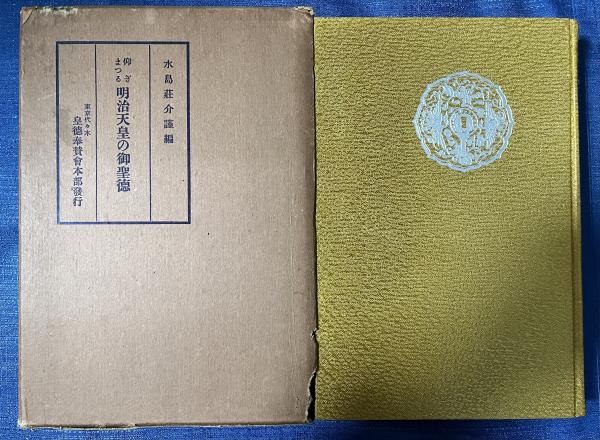 水島莊介謹編
仰ぎまつる 明治天皇の御聖德
東京代々木
皇德奉賛會本部發行